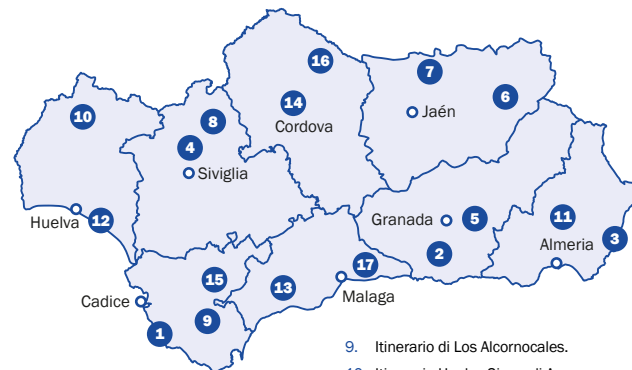 16
7
6
14
Cordova
Jaén
10
8
4
Siviglia
Huelva
12
Granada
5
11
3
2
Almeria
17
15
13
Malaga
Cadice
9
1
9. Itinerario di Los Alcornocales.